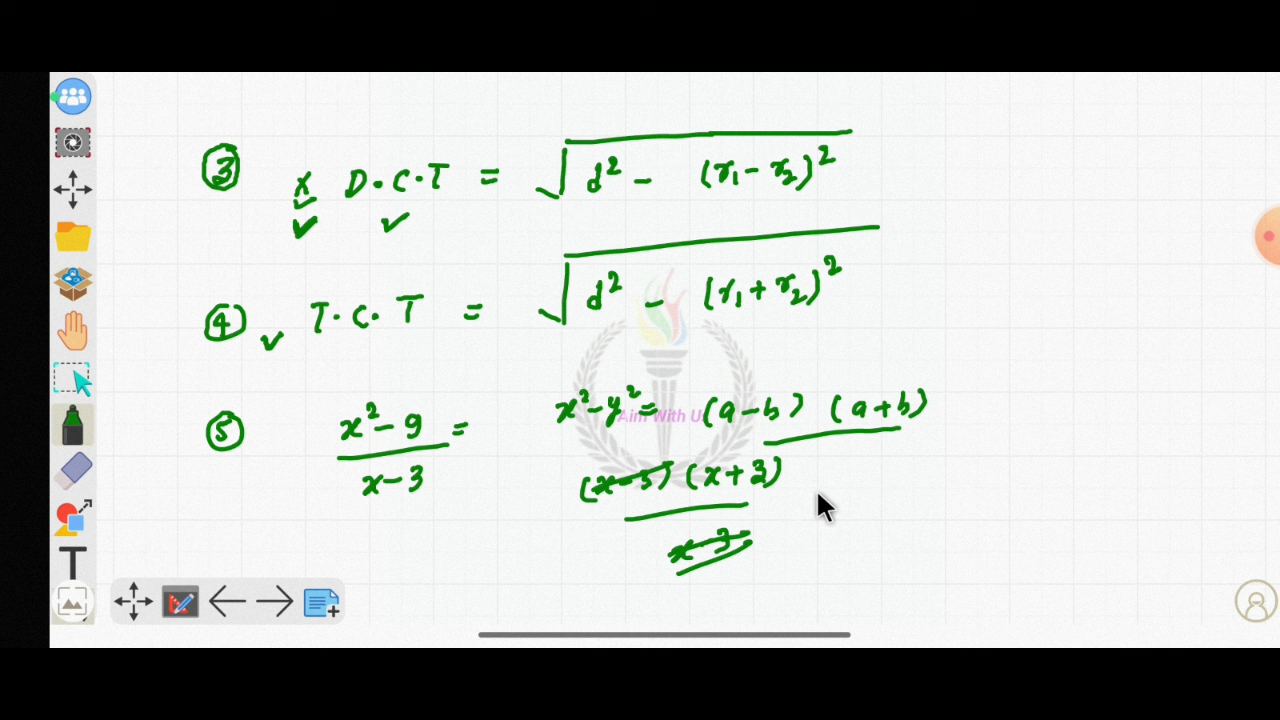 ③ x D.C.T = √(d² - (r₁ - r₂)²)
④ T.C.T = √(d² - (r₁ + r₂)²)
⑤ (x² - 9)/(x - 3) = x² - y² = (a - b) (a + b)
(x - 3) (x + 3)
x - 3
Aim With Us
T